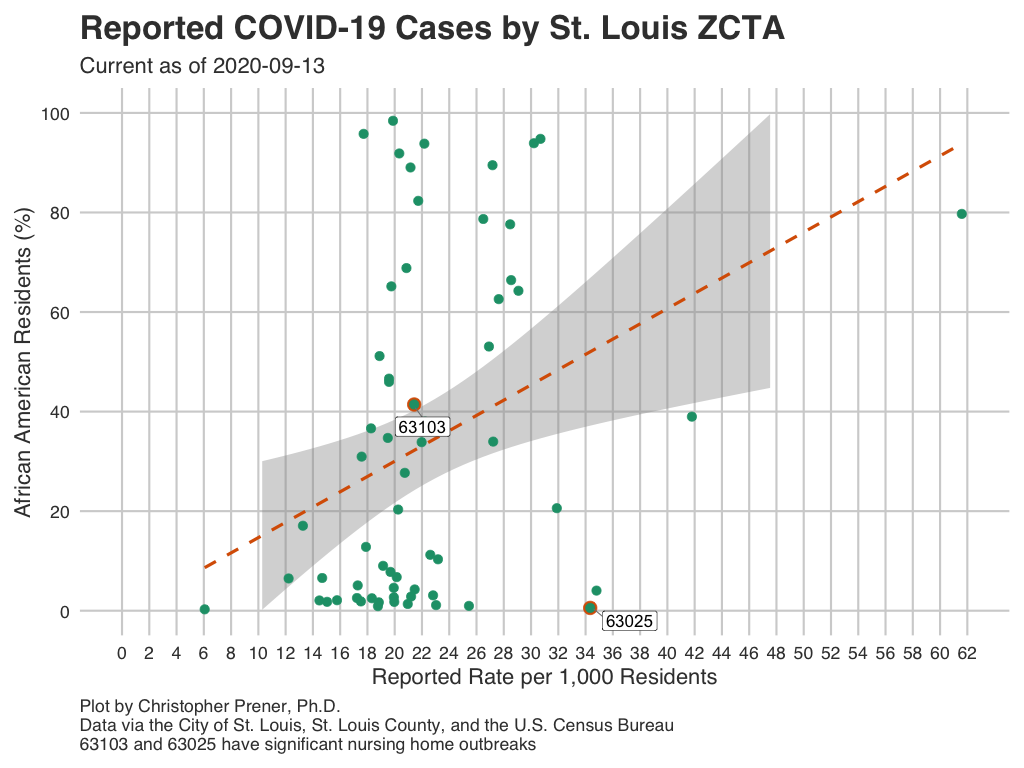 Reported COVID-19 Cases by St. Louis ZCTA
Current as of 2020-09-13
African American Residents (%)
100
80
60
40
20
0
63103
63025
0 2 4 6 8 10 12 14 16 18 20 22 24 26 28 30 32 34 36 38 40 42 44 46 48 50 52 54 56 58 60 62
Reported Rate per 1,000 Residents
Plot by Christopher Prener, Ph.D.
Data via the City of St. Louis, St. Louis County, and the U.S. Census Bureau
63103 and 63025 have significant nursing home outbreaks